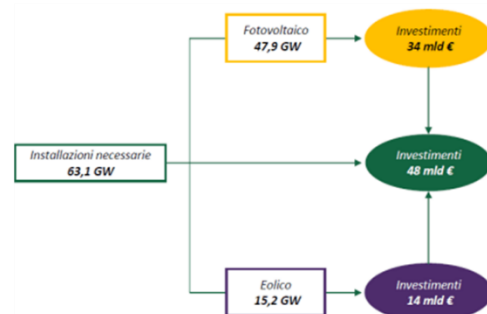 Fotovoltaico
47,9 GW
Investimenti
34 mld €
Installazioni necessarie
63,1 GW
Investimenti
48 mld €
Eolico
15,2 GW
Investimenti
14 mld €